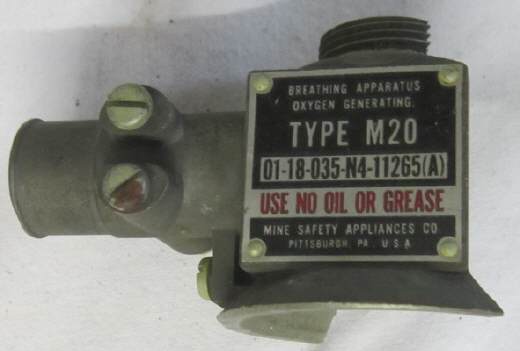 BREATHING APPARATUS
OXYGEN GENERATING.
TYPE M20
01-18-035-N4-11265(A)
USE NO OIL OR GREASE
MINE SAFETY APPLIANCES CO.
PITTSBURGH, PA. U.S.A.